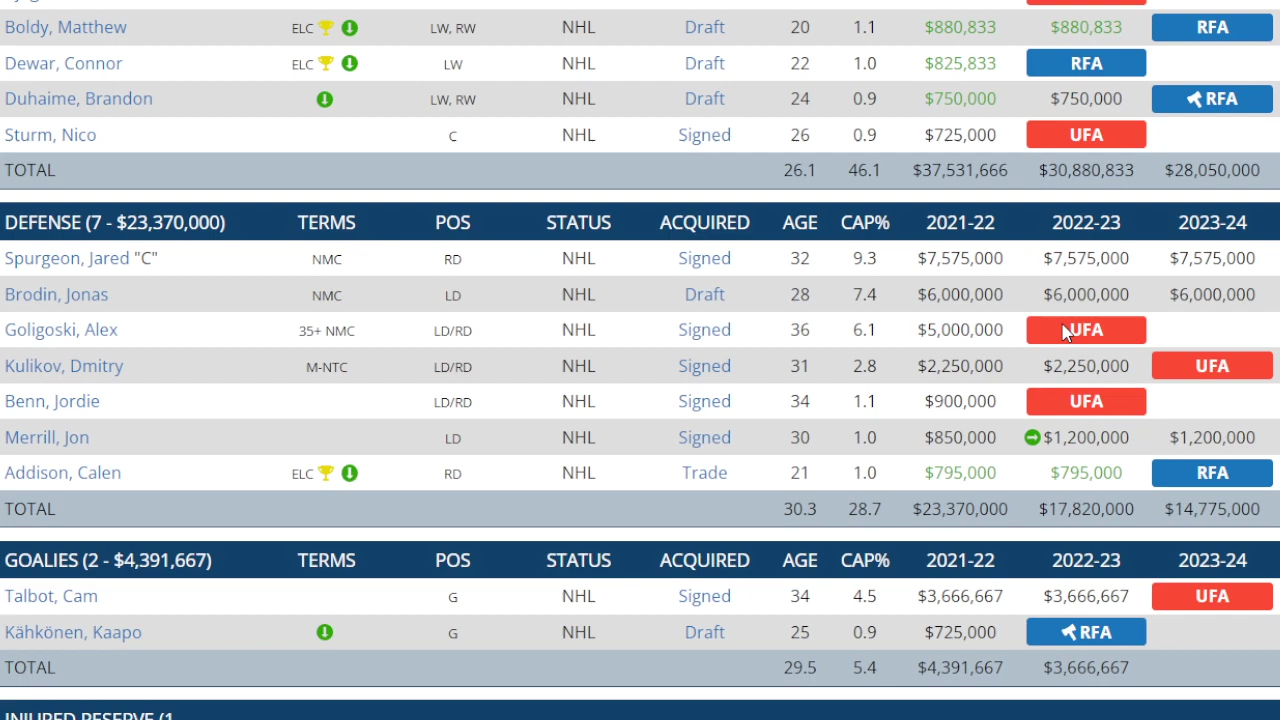 Boldy, Matthew ELC LW, RW NHL Draft 20 1.1 $880,833 $880,833 RFA
Dewar, Connor ELC LW NHL Draft 22 1.0 $825,833 RFA
Duhaime, Brandon LW, RW NHL Draft 24 0.9 $750,000 $750,000 RFA
Sturm, Nico C NHL Signed 26 0.9 $725,000 UFA
TOTAL 26.1 46.1 $37,531,666 $30,880,833 $28,050,000
DEFENSE (7 - $23,370,000) TERMS POS STATUS ACQUIRED AGE CAP% 2021-22 2022-23 2023-24
Spurgeon, Jared "C" NMC RD NHL Signed 32 9.3 $7,575,000 $7,575,000 $7,575,000
Brodin, Jonas NMC LD NHL Draft 28 7.4 $6,000,000 $6,000,000 $6,000,000
Goligoski, Alex 35+ NMC LD/RD NHL Signed 36 6.1 $5,000,000 UFA
Kulikov, Dmitry M-NTC LD/RD NHL Signed 31 2.8 $2,250,000 $2,250,000 UFA
Benn, Jordie LD/RD NHL Signed 34 1.1 $900,000 UFA
Merrill, Jon LD NHL Signed 30 1.0 $850,000 $1,200,000 $1,200,000
Addison, Calen ELC RD NHL Trade 21 1.0 $795,000 $795,000 RFA
TOTAL 30.3 28.7 $23,370,000 $17,820,000 $14,775,000
GOALIES (2 - $4,391,667) TERMS POS STATUS ACQUIRED AGE CAP% 2021-22 2022-23 2023-24
Talbot, Cam G NHL Signed 34 4.5 $3,666,667 $3,666,667 UFA
Kähkönen, Kaapo G NHL Draft 25 0.9 $725,000 RFA
TOTAL 29.5 5.4 $4,391,667 $3,666,667
INJURED RESERVE (1